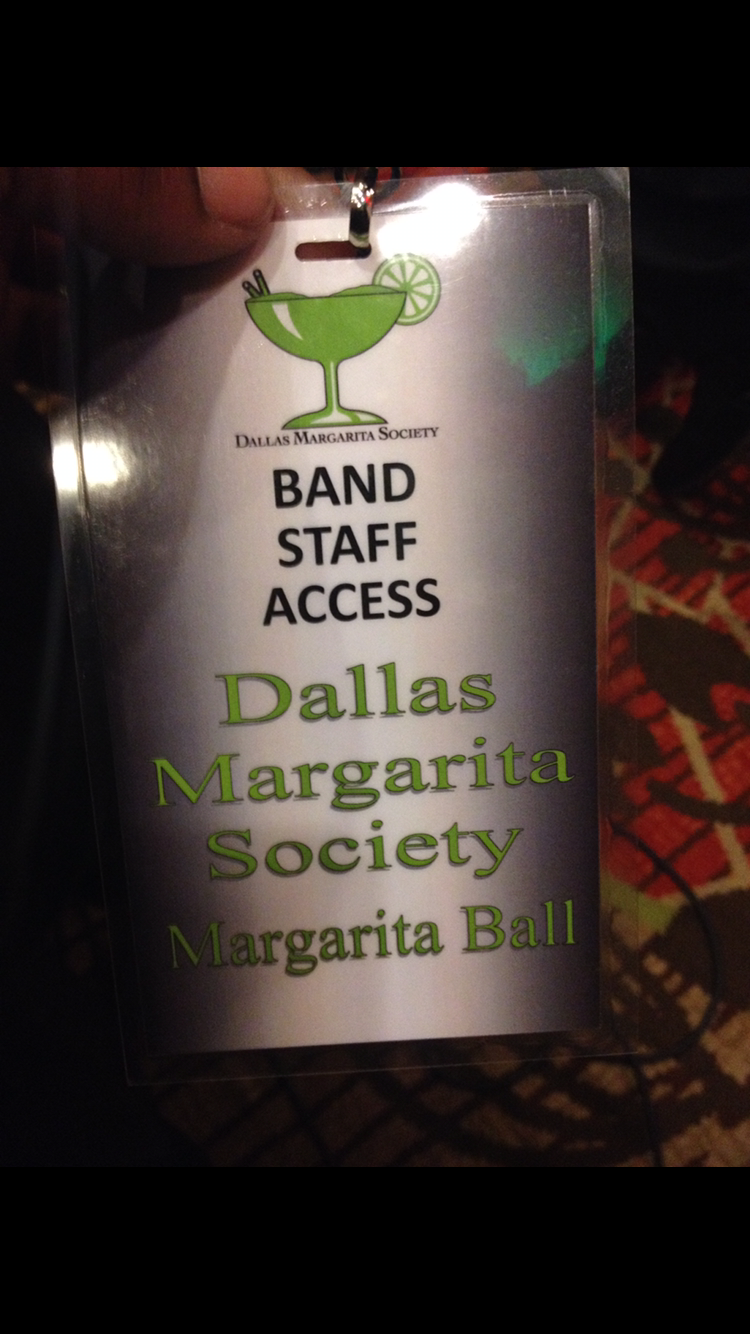 DALLAS MARGARITA SOCIETY
BAND
STAFF
ACCESS
Dallas
Margarita
Society
Margarita Ball